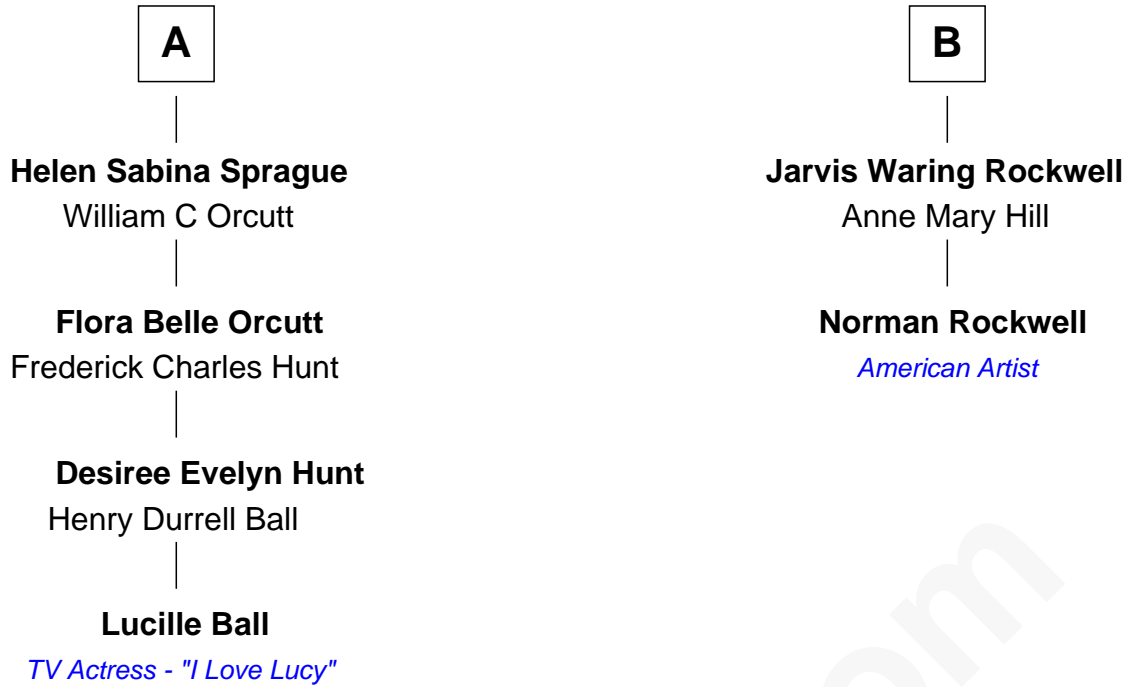 A
B
Helen Sabina Sprague
William C Orcutt
Jarvis Waring Rockwell
Anne Mary Hill
Flora Belle Orcutt
Frederick Charles Hunt
Norman Rockwell
American Artist
Desiree Evelyn Hunt
Henry Durrell Ball
Lucille Ball
TV Actress - "I Love Lucy"
om